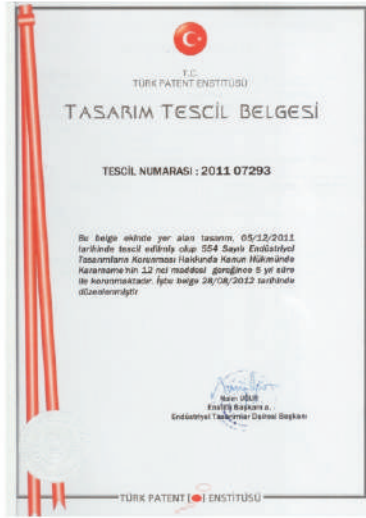 T.C.
TÜRK PATENT ENSTİTÜSÜ
TASARIM TESCİL BELGESİ
TESCİL NUMARASI : 2011 07293
Bu belge ekinde yer alan tasarım, 05/12/2011
tarihinde tescil edilmiş olup 554 Sayılı Endüstriyel
Tasarımların Korunması Hakkında Kanun Hükmünde
Kararname'nin 12 nci maddesi gereğince 5 yıl süre
ile korunmaktadır. İşbu belge 28/08/2012 tarihinde
düzenlenmiştir.
UĞUR
Enstitü Başkanı a.
Endüstriyel Tasarımlar Dairesi Başkanı
TÜRK PATENT ENSTİTÜSÜ